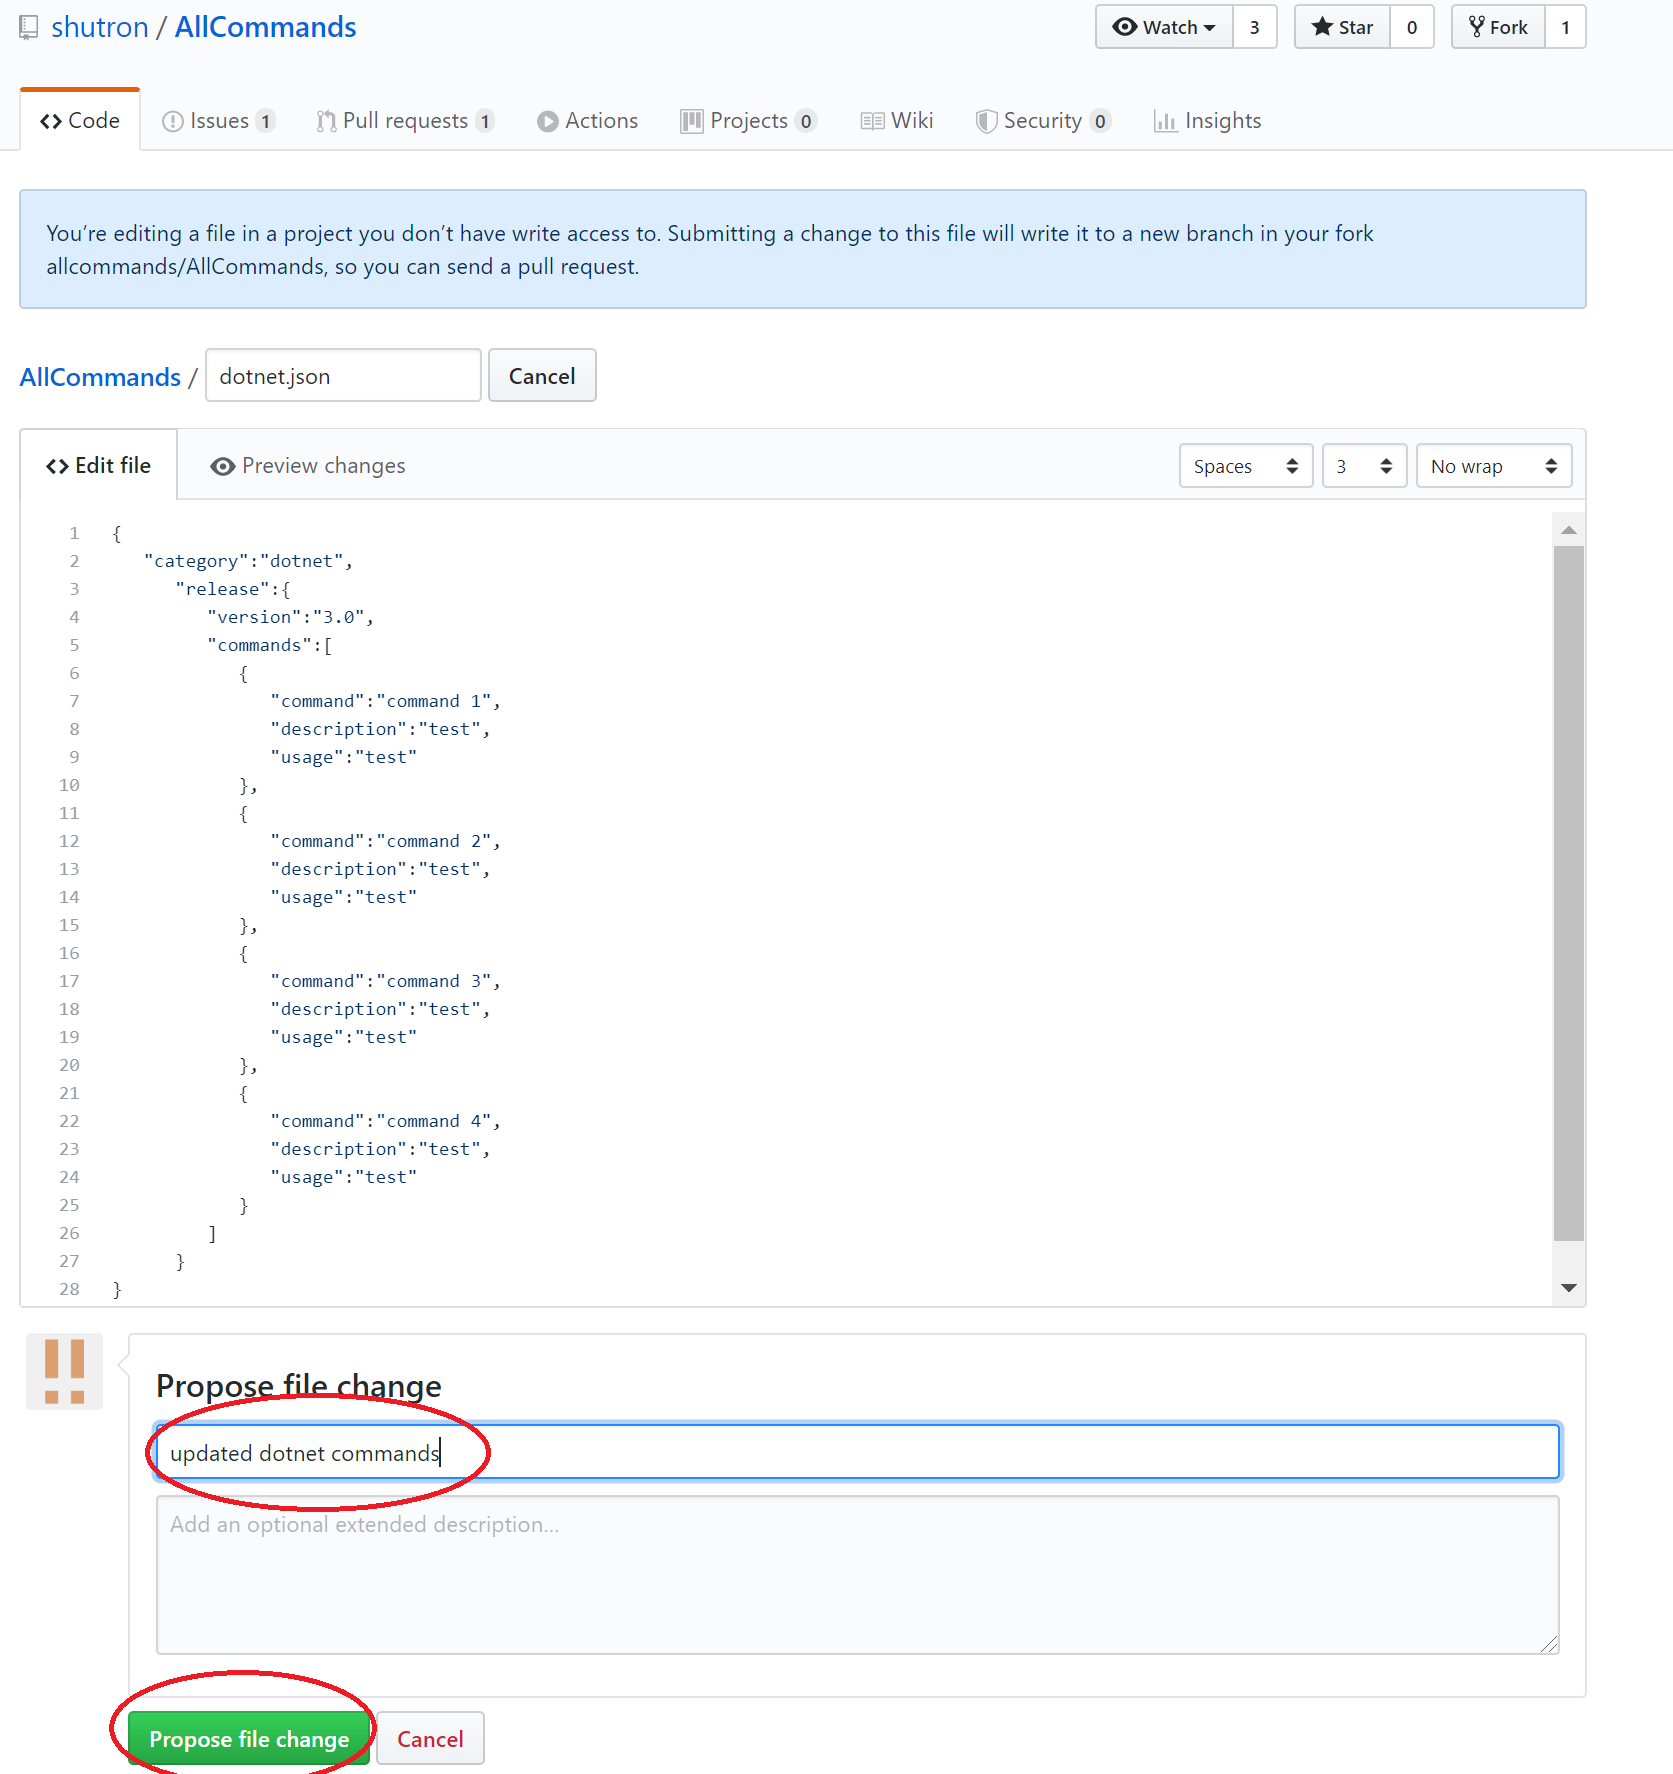 shutron / AllCommands
Watch 3 Star 0 Fork 1
Code Issues 1 Pull requests 1 Actions Projects 0 Wiki Security 0 Insights
You’re editing a file in a project you don’t have write access to. Submitting a change to this file will write it to a new branch in your fork
allcommands/AllCommands, so you can send a pull request.
AllCommands / dotnet.json Cancel
<> Edit file Preview changes Spaces 3 No wrap
1 {
2 "category":"dotnet",
3 "release":{
4 "version":"3.0",
5 "commands":[
6 {
7 "command":"command 1",
8 "description":"test",
9 "usage":"test"
10 },
11 {
12 "command":"command 2",
13 "description":"test",
14 "usage":"test"
15 },
16 {
17 "command":"command 3",
18 "description":"test",
19 "usage":"test"
20 },
21 {
22 "command":"command 4",
23 "description":"test",
24 "usage":"test"
25 }
26 ]
27 }
28 }
Propose file change
updated dotnet commands
Add an optional extended description...
Propose file change Cancel